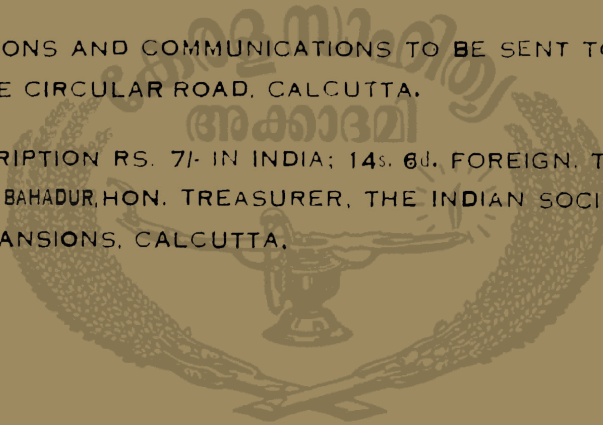 ONS AND COMMUNICATIONS TO BE SENT TO
E CIRCULAR ROAD, CALCUTTA.
RIPTION RS. 7/- IN INDIA; 14s. 6d. FOREIGN. T
BAHADUR, HON. TREASURER, THE INDIAN SOCI
ANSIONS, CALCUTTA.
കേരള സാഹിത്യ
അക്കാദമി